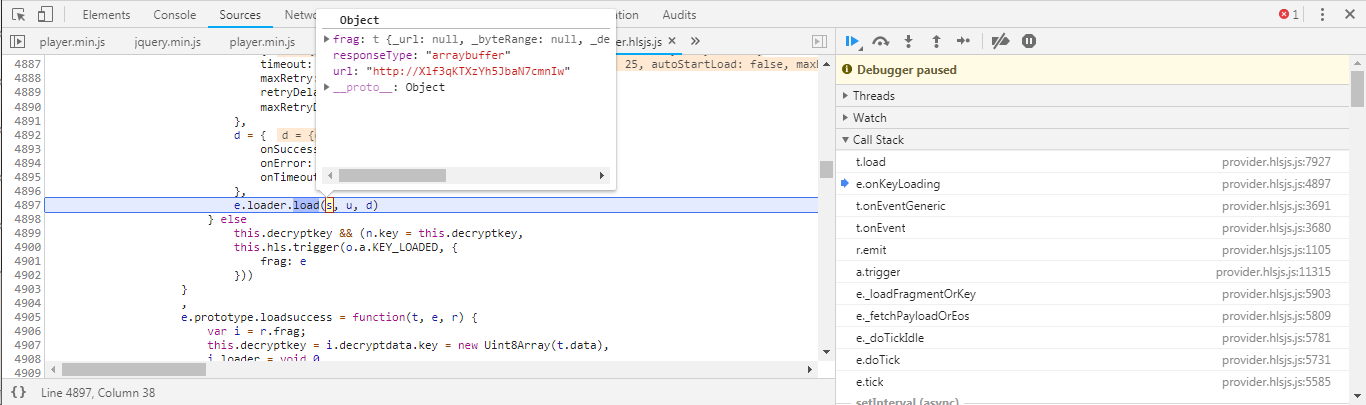 Elements Console Sources Netw ation Audits 1
player.min.js jquery.min.js player.min.js er.hlsjs.js »
Object
frag: t {_url: null, _byteRange: null, _de
responseType: "arraybuffer"
url: "http://Xlf3qKTXzYh5JbaN7cmnIw"
__proto__: Object
4887 timeout: 25, autoStartLoad: false, maxB
4888 maxRetry:
4889 retryDela
4890 maxRetryD
4891 },
4892 d = { d = {
4893 onSuccess
4894 onError:
4895 onTimeout
4896 },
4897 e.loader.load(s, u, d)
4898 } else
4899 this.decryptkey && (n.key = this.decryptkey,
4900 this.hls.trigger(o.a.KEY_LOADED, {
4901 frag: e
4902 }))
4903 }
4904 ,
4905 e.prototype.loadsuccess = function(t, e, r) {
4906 var i = r.frag;
4907 this.decryptkey = i.decryptdata.key = new Uint8Array(t.data),
4908 i.loader = void 0
4909
{} Line 4897, Column 38
Debugger paused
Threads
Watch
Call Stack
t.load provider.hlsjs.js:7927
e.onKeyLoading provider.hlsjs.js:4897
t.onEventGeneric provider.hlsjs.js:3691
t.onEvent provider.hlsjs.js:3680
r.emit provider.hlsjs.js:1105
a.trigger provider.hlsjs.js:11315
e._loadFragmentOrKey provider.hlsjs.js:5903
e._fetchPayloadOrEos provider.hlsjs.js:5809
e._doTickIdle provider.hlsjs.js:5781
e.doTick provider.hlsjs.js:5731
e.tick provider.hlsjs.js:5585
setInterval (async)